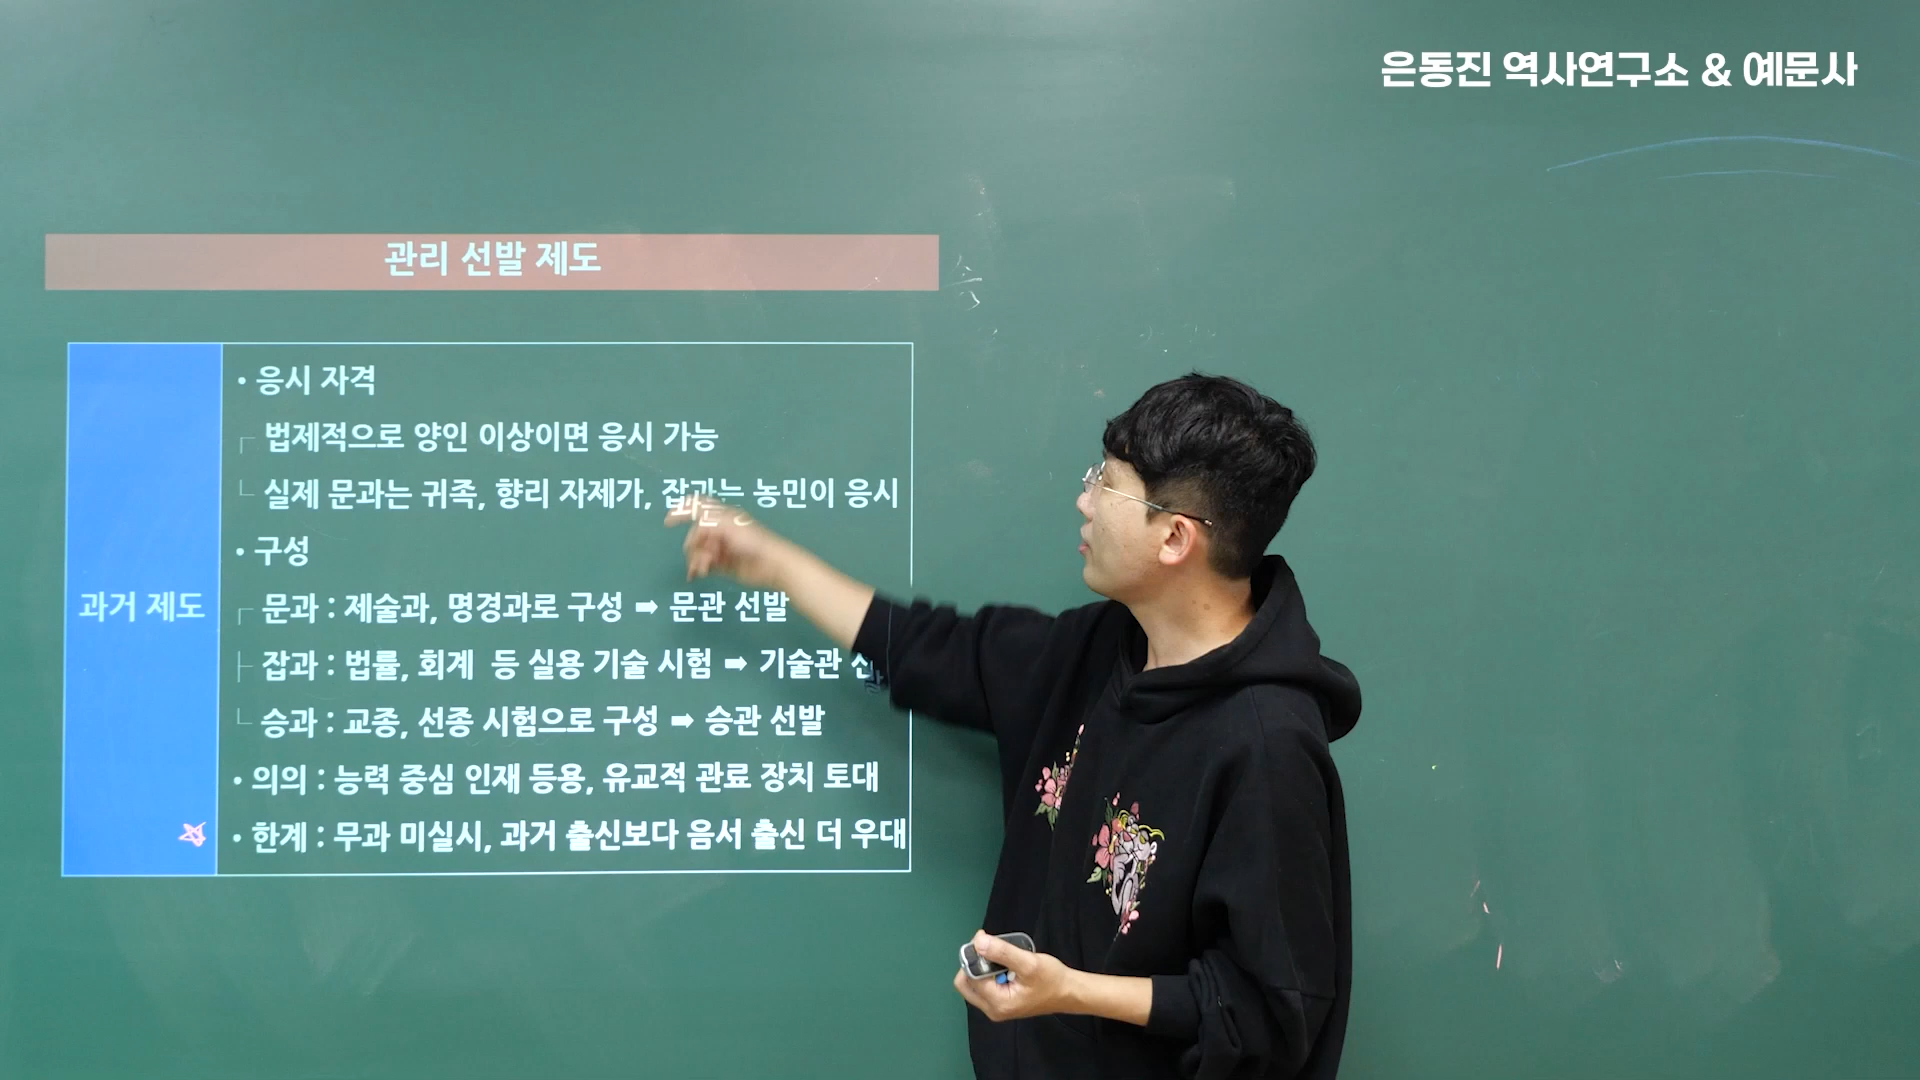 은동진 역사연구소 & 예문사
관리 선발 제도
과거 제도
• 응시 자격
┌ 법제적으로 양인 이상이면 응시 가능
└ 실제 문과는 귀족, 향리 자제가, 잡과는 농민이 응시
• 구성
┌ 문과 : 제술과, 명경과로 구성 ➡ 문관 선발
├ 잡과 : 법률, 회계 등 실용 기술 시험 ➡ 기술관 선발
└ 승과 : 교종, 선종 시험으로 구성 ➡ 승관 선발
• 의의 : 능력 중심 인재 등용, 유교적 관료 장치 토대
• 한계 : 무과 미실시, 과거 출신보다 음서 출신 더 우대